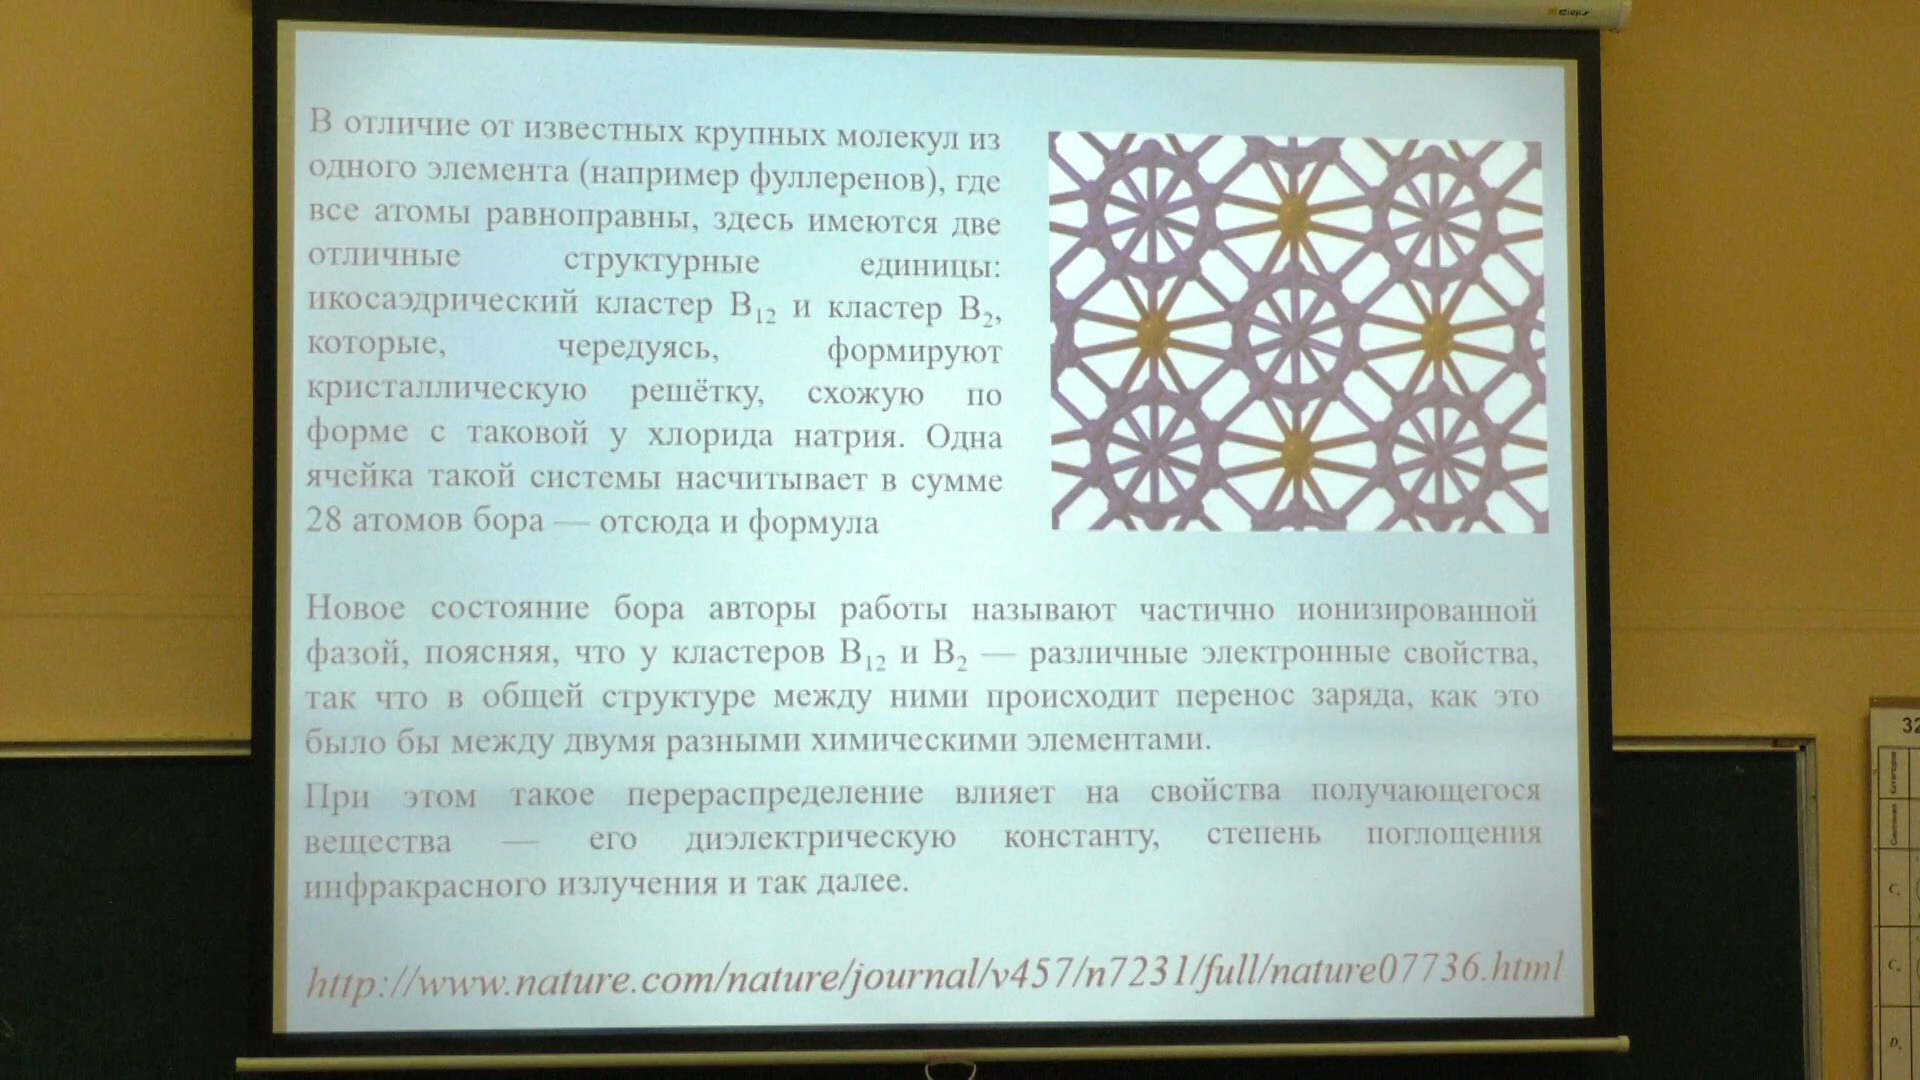 В отличие от известных крупных молекул из
одного элемента (например фуллеренов), где
все атомы равноправны, здесь имеются две
отличные структурные единицы:
икосаэдрический кластер B₁₂ и кластер B₂,
которые, чередуясь, формируют
кристаллическую решётку, схожую по
форме с таковой у хлорида натрия. Одна
ячейка такой системы насчитывает в сумме
28 атомов бора — отсюда и формула
Новое состояние бора авторы работы называют частично ионизированной
фазой, поясняя, что у кластеров B₁₂ и B₂ — различные электронные свойства,
так что в общей структуре между ними происходит перенос заряда, как это
было бы между двумя разными химическими элементами.
При этом такое перераспределение влияет на свойства получающегося
вещества — его диэлектрическую константу, степень поглощения
инфракрасного излучения и так далее.
http://www.nature.com/nature/journal/v457/n7231/full/nature07736.html
32